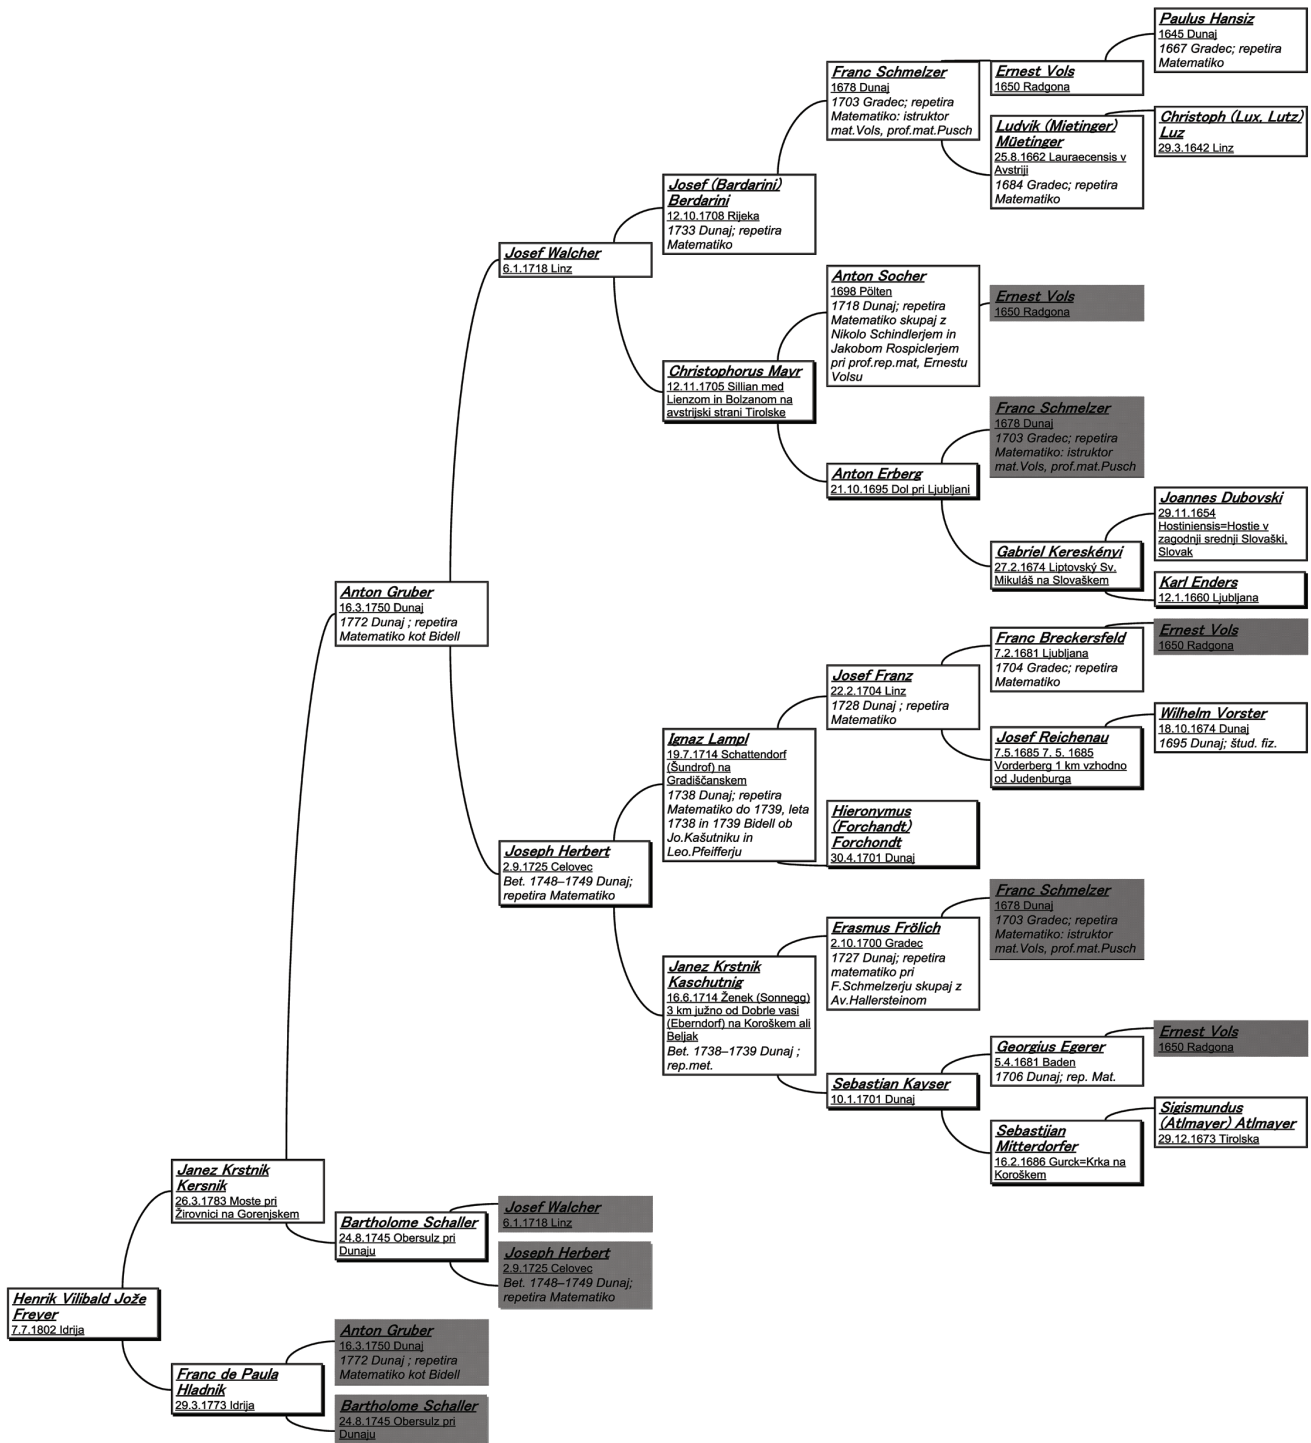 Paulus Hansiz
1645 Dunaj
1667 Gradec; repetira
Matematiko
Franc Schmelzer
1678 Dunaj
1703 Gradec; repetira
Matematiko: istruktor
mat.Vols, prof.mat.Pusch
Ernest Vols
1650 Radgona
Ludvik (Mietinger)
Müetinger
25.8.1662 Lauraecensis v
Avstriji
1684 Gradec; repetira
Matematiko
Christoph (Lux, Lutz)
Luz
29.3.1642 Linz
Josef (Bardarini)
Berdarini
12.10.1708 Rijeka
1733 Dunaj; repetira
Matematiko
Josef Walcher
6.1.1718 Linz
Anton Socher
1698 Pölten
1718 Dunaj; repetira
Matematiko skupaj z
Nikolo Schindlerjem in
Jakobom Rospiclerjem
pri prof.rep.mat, Ernestu
Volsu
Ernest Vols
1650 Radgona
Christophorus Mayr
12.11.1705 Sillian med
Lienzom in Bolzanom na
avstrijski strani Tirolske
Franc Schmelzer
1678 Dunaj
1703 Gradec; repetira
Matematiko: istruktor
mat.Vols, prof.mat.Pusch
Anton Erberg
21.10.1695 Dol pri Ljubljani
Joannes Dubovski
29.11.1654
Hostiniensis=Hostie v
zagodnji srednji Slovaški,
Slovak
Gabriel Kereskényi
27.2.1674 Liptovský Sv.
Mikuláš na Slovaškem
Karl Enders
12.1.1660 Ljubljana
Anton Gruber
16.3.1750 Dunaj
1772 Dunaj ; repetira
Matematiko kot Bidell
Franc Breckersfeld
7.2.1681 Ljubljana
1704 Gradec; repetira
Matematiko
Ernest Vols
1650 Radgona
Josef Franz
22.2.1704 Linz
1728 Dunaj ; repetira
Matematiko
Josef Reichenau
7.5.1685 7. 5. 1685
Vorderberg 1 km vzhodno
od Judenburga
Wilhelm Vorster
18.10.1674 Dunaj
1695 Dunaj; štud. fiz.
Ignaz Lampl
19.7.1714 Schattendorf
(Šundrof) na
Gradiščanskem
1738 Dunaj; repetira
Matematiko do 1739, leta
1738 in 1739 Bidell ob
Jo.Kašutniku in
Leo.Pfeifferju
Hieronymus
(Forchandt)
Forchondt
30.4.1701 Dunaj
Joseph Herbert
2.9.1725 Celovec
Bet. 1748–1749 Dunaj;
repetira Matematiko
Franc Schmelzer
1678 Dunaj
1703 Gradec; repetira
Matematiko: istruktor
mat.Vols, prof.mat.Pusch
Erasmus Frölich
2.10.1700 Gradec
1727 Dunaj; repetira
matematiko pri
F.Schmelzerju skupaj z
Av.Hallersteinom
Janez Krstnik
Kaschutnig
16.6.1714 Ženek (Sonnegg)
3 km južno od Dobrle vasi
(Eberndorf) na Koroškem ali
Beljak
Bet. 1738–1739 Dunaj ;
rep.met.
Georgius Egerer
5.4.1681 Baden
1706 Dunaj; rep. Mat.
Ernest Vols
1650 Radgona
Sebastian Kayser
10.1.1701 Dunaj
Sebastijan
Mitterdorfer
16.2.1686 Gurck=Krka na
Koroškem
Sigismundus
(Atlmayer) Atlmayer
29.12.1673 Tirolska
Janez Krstnik
Kersnik
26.3.1783 Moste pri
Žirovnici na Gorenjskem
Bartholome Schaller
24.8.1745 Obersulz pri
Dunaju
Josef Walcher
6.1.1718 Linz
Joseph Herbert
2.9.1725 Celovec
Bet. 1748–1749 Dunaj;
repetira Matematiko
Henrik Vilibald Jože
Freyer
7.7.1802 Idrija
Anton Gruber
16.3.1750 Dunaj
1772 Dunaj ; repetira
Matematiko kot Bidell
Franc de Paula
Hladnik
29.3.1773 Idrija
Bartholome Schaller
24.8.1745 Obersulz pri
Dunaju